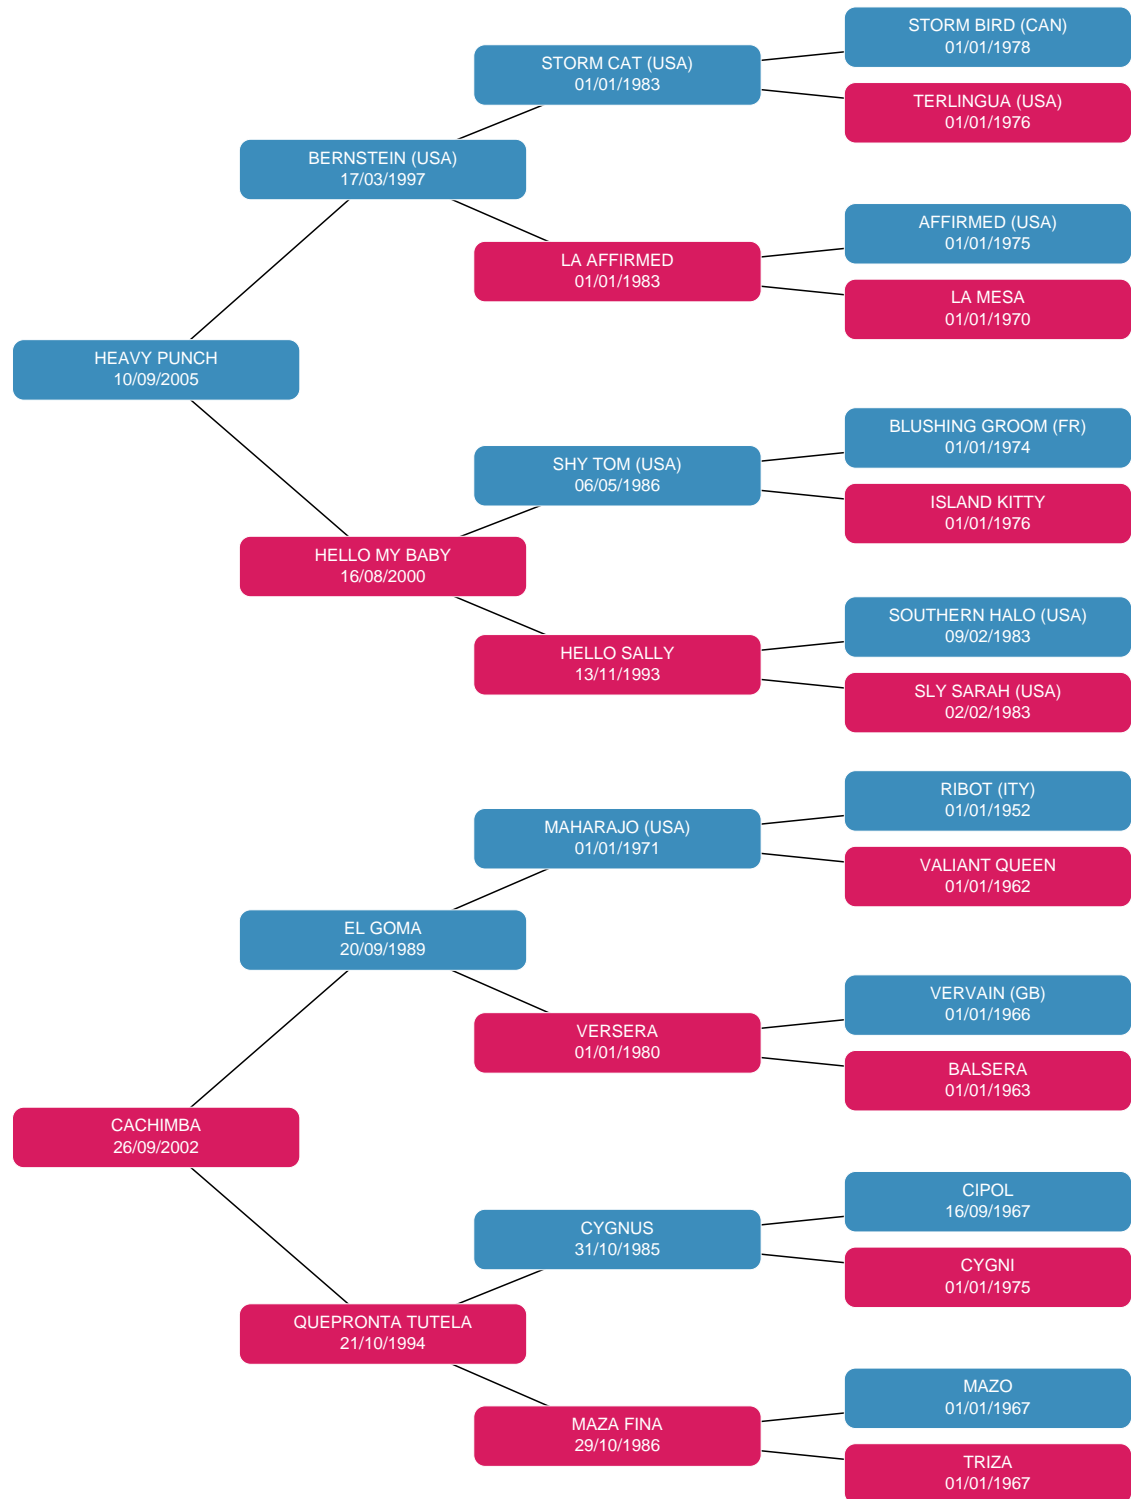 STORM BIRD (CAN)
01/01/1978
STORM CAT (USA)
01/01/1983
TERLINGUA (USA)
01/01/1976
BERNSTEIN (USA)
17/03/1997
AFFIRMED (USA)
01/01/1975
LA AFFIRMED
01/01/1983
LA MESA
01/01/1970
HEAVY PUNCH
10/09/2005
BLUSHING GROOM (FR)
01/01/1974
SHY TOM (USA)
06/05/1986
ISLAND KITTY
01/01/1976
HELLO MY BABY
16/08/2000
SOUTHERN HALO (USA)
09/02/1983
HELLO SALLY
13/11/1993
SLY SARAH (USA)
02/02/1983
RIBOT (ITY)
01/01/1952
MAHARAJO (USA)
01/01/1971
VALIANT QUEEN
01/01/1962
EL GOMA
20/09/1989
VERVAIN (GB)
01/01/1966
VERSERA
01/01/1980
BALSERA
01/01/1963
CACHIMBA
26/09/2002
CIPOL
16/09/1967
CYGNUS
31/10/1985
CYGNI
01/01/1975
QUEPRONTA TUTELA
21/10/1994
MAZO
01/01/1967
MAZA FINA
29/10/1986
TRIZA
01/01/1967